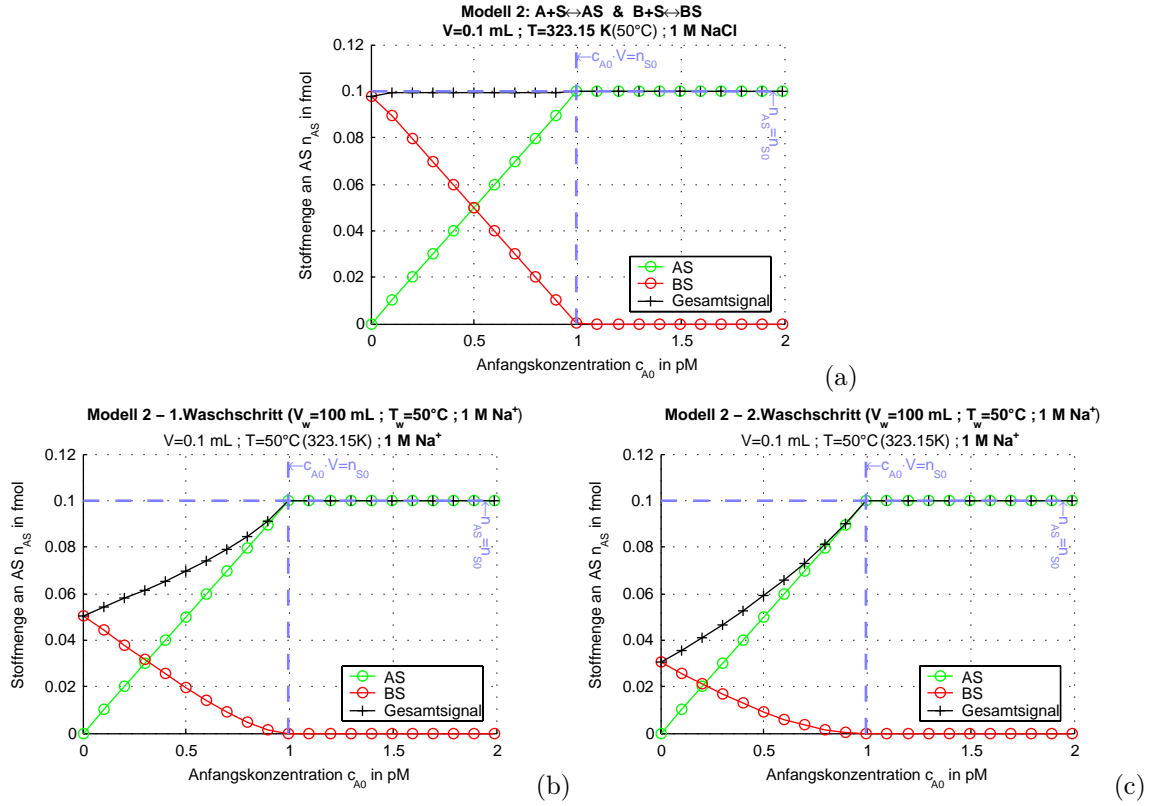 Modell 2: A+S↔AS & B+S↔BS
V=0.1 mL ; T=323.15 K(50°C) ; 1 M NaCl
0.12
0.1
0.08
0.06
0.04
0.02
0
Stoffmenge an AS n_AS in fmol
←c_A0·V=n_S0
←n_AS=n_S0
AS
BS
Gesamtsignal
0 0.5 1 1.5 2
Anfangskonzentration c_A0 in pM
(a)
Modell 2 – 1.Waschschritt (V_w=100 mL ; T_w=50°C ; 1 M Na⁺)
V=0.1 mL ; T=50°C (323.15K) ; 1 M Na⁺
0.12
0.1
0.08
0.06
0.04
0.02
0
Stoffmenge an AS n_AS in fmol
←c_A0·V=n_S0
←n_AS=n_S0
AS
BS
Gesamtsignal
0 0.5 1 1.5 2
Anfangskonzentration c_A0 in pM
(b)
Modell 2 – 2.Waschschritt (V_w=100 mL ; T_w=50°C ; 1 M Na⁺)
V=0.1 mL ; T=50°C (323.15K) ; 1 M Na⁺
0.12
0.1
0.08
0.06
0.04
0.02
0
Stoffmenge an AS n_AS in fmol
←c_A0·V=n_S0
←n_AS=n_S0
AS
BS
Gesamtsignal
0 0.5 1 1.5 2
Anfangskonzentration c_A0 in pM
(c)